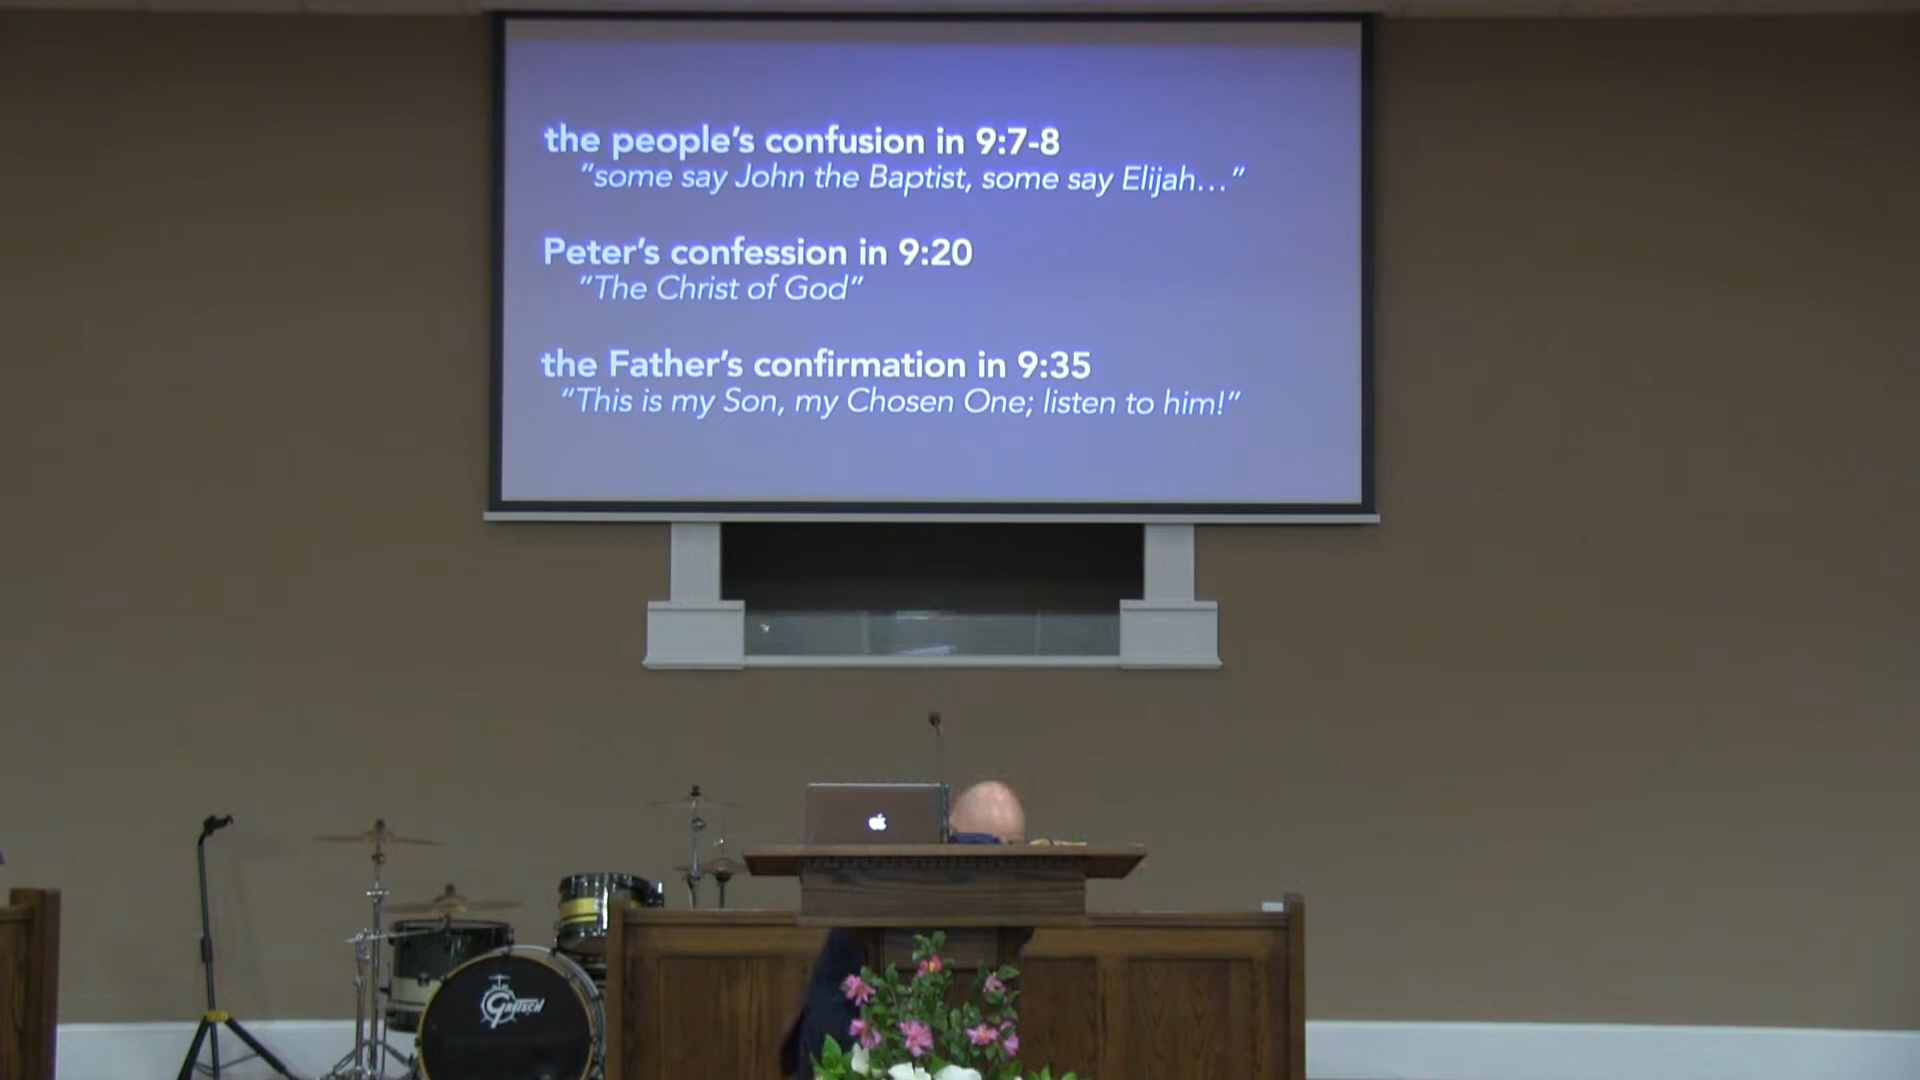 the people’s confusion in 9:7-8
“some say John the Baptist, some say Elijah…”
Peter’s confession in 9:20
“The Christ of God”
the Father’s confirmation in 9:35
“This is my Son, my Chosen One; listen to him!”
GRETSCH